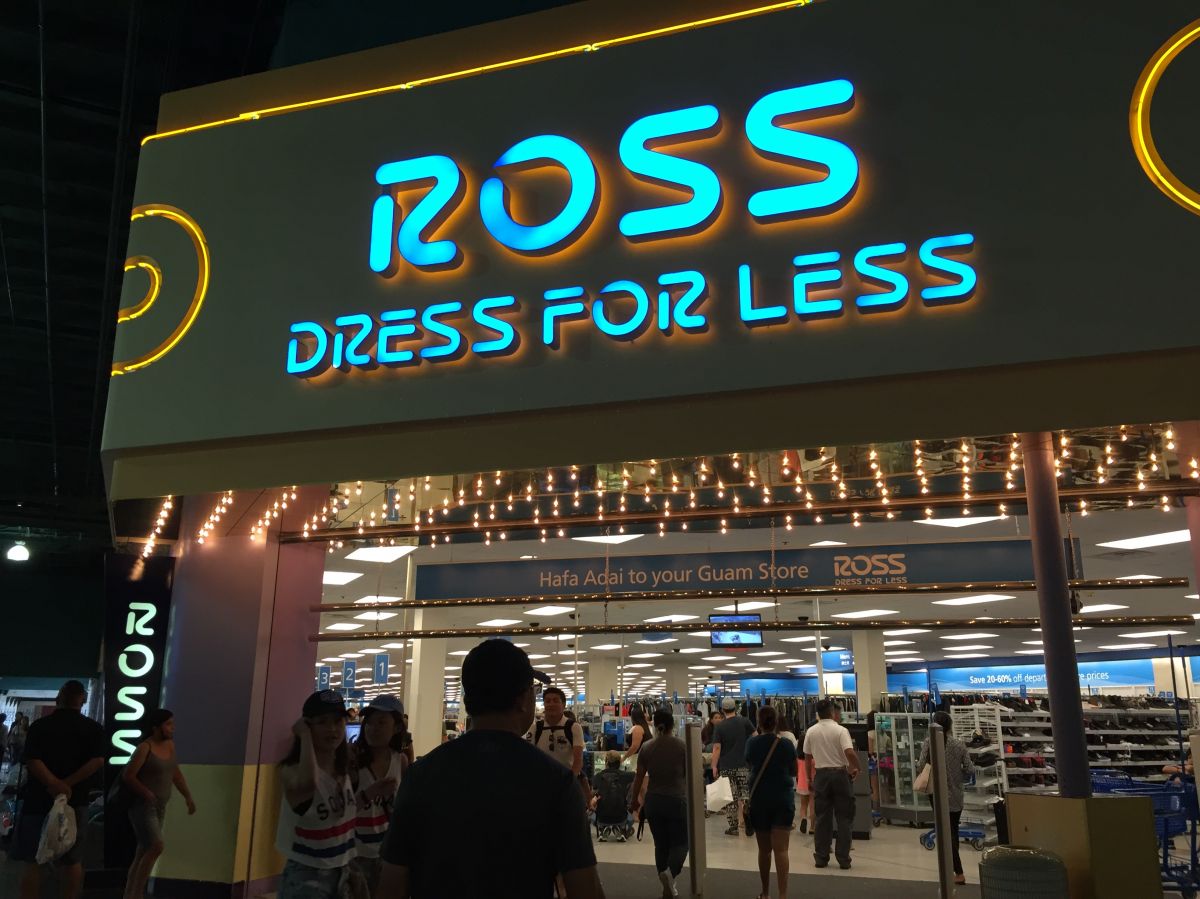 ROSS
DRESS FOR LESS
Hafa Adai to your Guam Store
ROSS
DRESS FOR LESS
ROSS
3
2
1
Save 20-60% off
prices